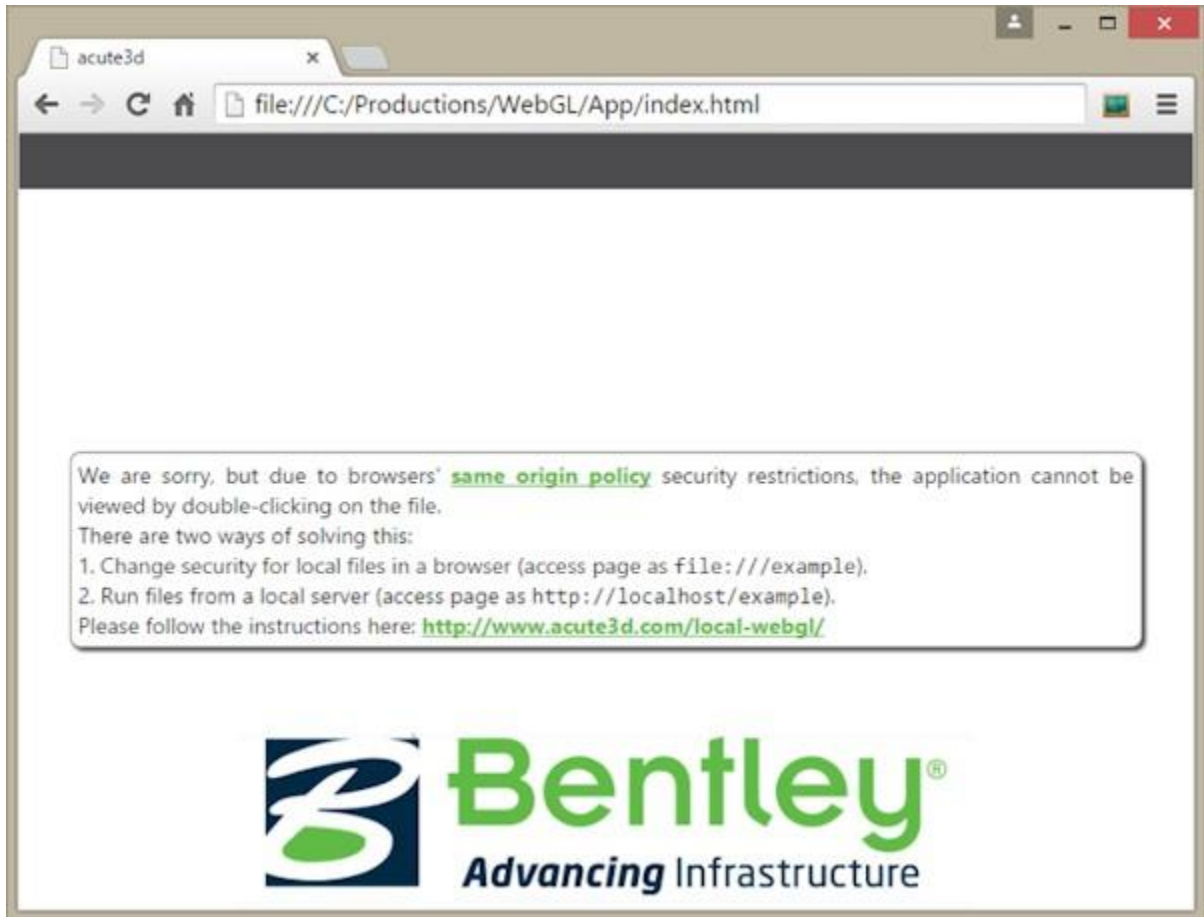 acute3d
file:///C:/Productions/WebGL/App/index.html
We are sorry, but due to browsers' same origin policy security restrictions, the application cannot be
viewed by double-clicking on the file.
There are two ways of solving this:
1. Change security for local files in a browser (access page as file:///example).
2. Run files from a local server (access page as http://localhost/example).
Please follow the instructions here: http://www.acute3d.com/local-webgl/
Bentley®
Advancing Infrastructure